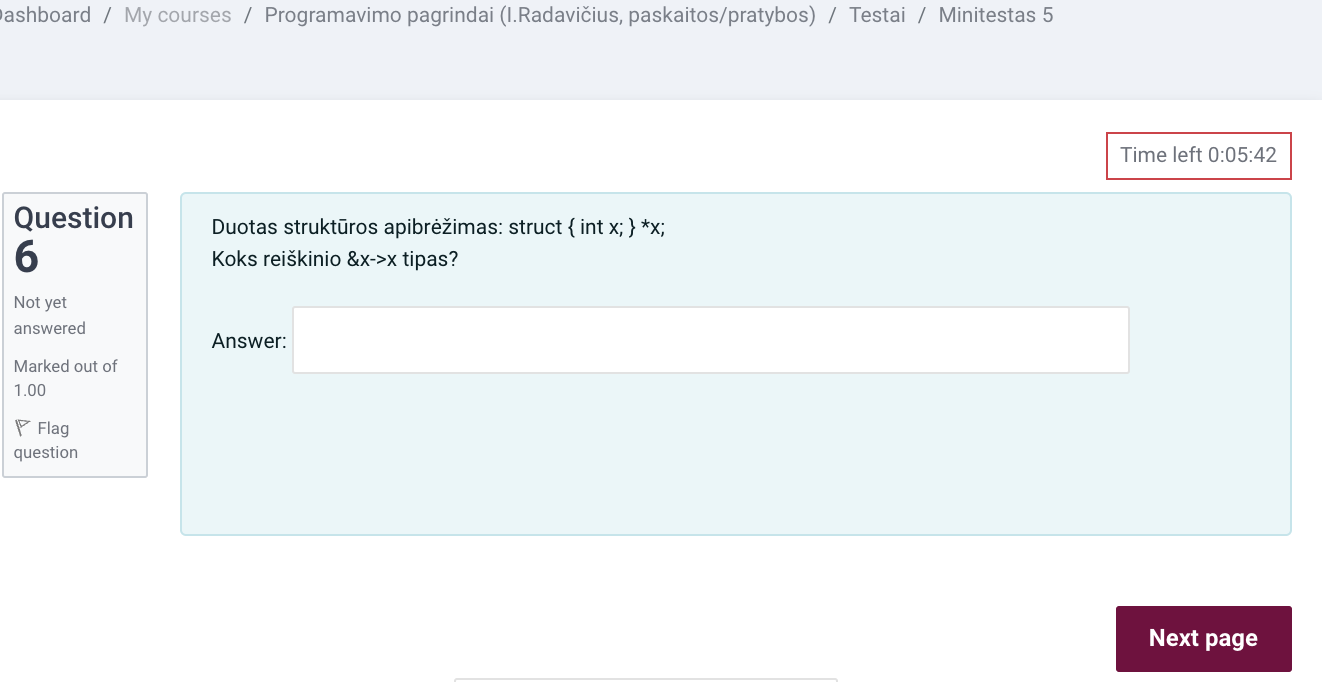 Dashboard / My courses / Programavimo pagrindai (I.Radavičius, paskaitos/pratybos) / Testai / Minitestas 5
Time left 0:05:42
Question
6
Not yet
answered
Marked out of
1.00
Flag
question
Duotas struktūros apibrėžimas: struct { int x; } *x;
Koks reiškinio &x->x tipas?
Answer:
Next page